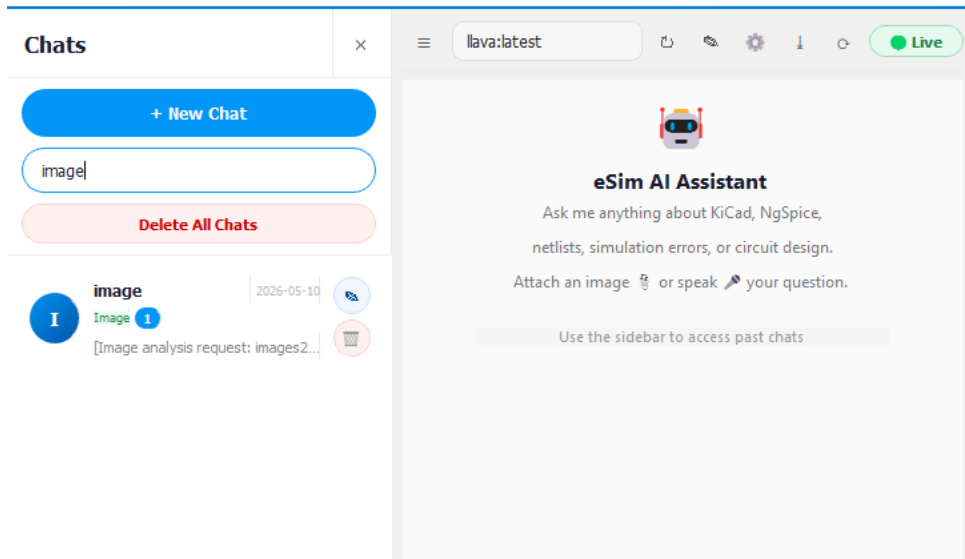 Chats
×
+ New Chat
image
Delete All Chats
I
image
2026-05-10
Image 1
[Image analysis request: images2...
llava:latest
Live
eSim AI Assistant
Ask me anything about KiCad, NgSpice,
netlists, simulation errors, or circuit design.
Attach an image or speak your question.
Use the sidebar to access past chats